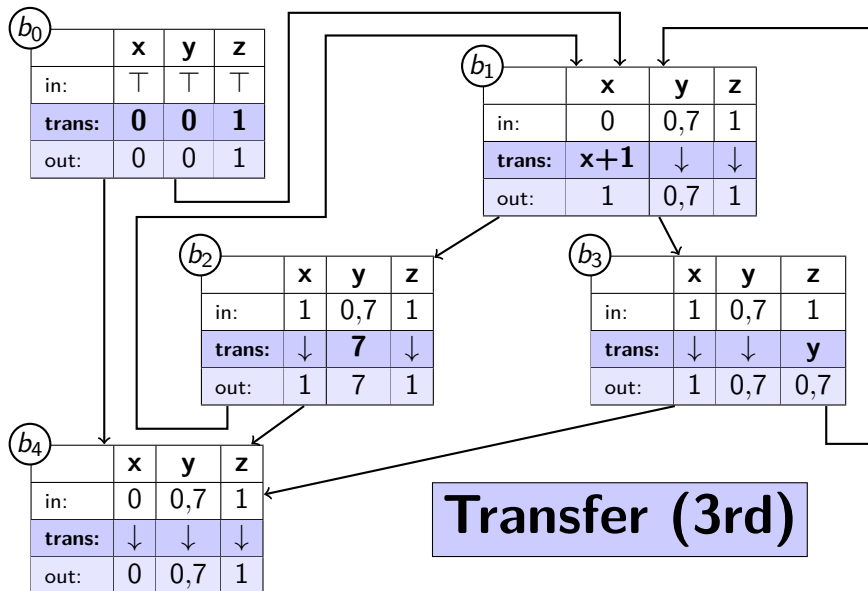 b0
x y z
in: ⊤ ⊤ ⊤
trans: 0 0 1
out: 0 0 1
b1
x y z
in: 0 0,7 1
trans: x+1 ↓ ↓
out: 1 0,7 1
b2
x y z
in: 1 0,7 1
trans: ↓ 7 ↓
out: 1 7 1
b3
x y z
in: 1 0,7 1
trans: ↓ ↓ y
out: 1 0,7 0,7
b4
x y z
in: 0 0,7 1
trans: ↓ ↓ ↓
out: 0 0,7 1
Transfer (3rd)